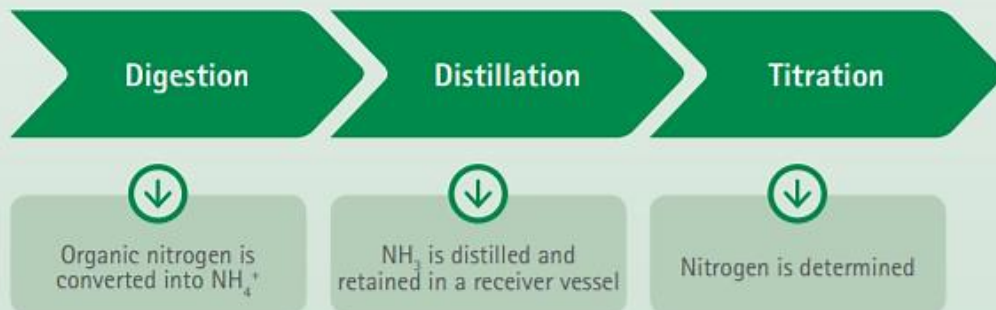 Digestion
Distillation
Titration
Organic nitrogen is
converted into NH₄⁺
NH₃ is distilled and
retained in a receiver vessel
Nitrogen is determined